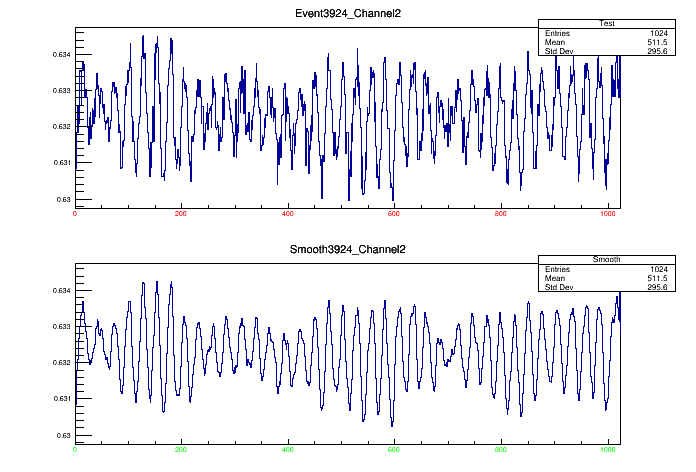 Event3924_Channel2
Test
Entries 1024
Mean 511.5
Std Dev 295.6
0.634
0.633
0.632
0.631
0.63
0 200 400 600 800 1000
Smooth3924_Channel2
Smooth
Entries 1024
Mean 511.5
Std Dev 295.6
0.634
0.633
0.632
0.631
0.63
0 200 400 600 800 1000